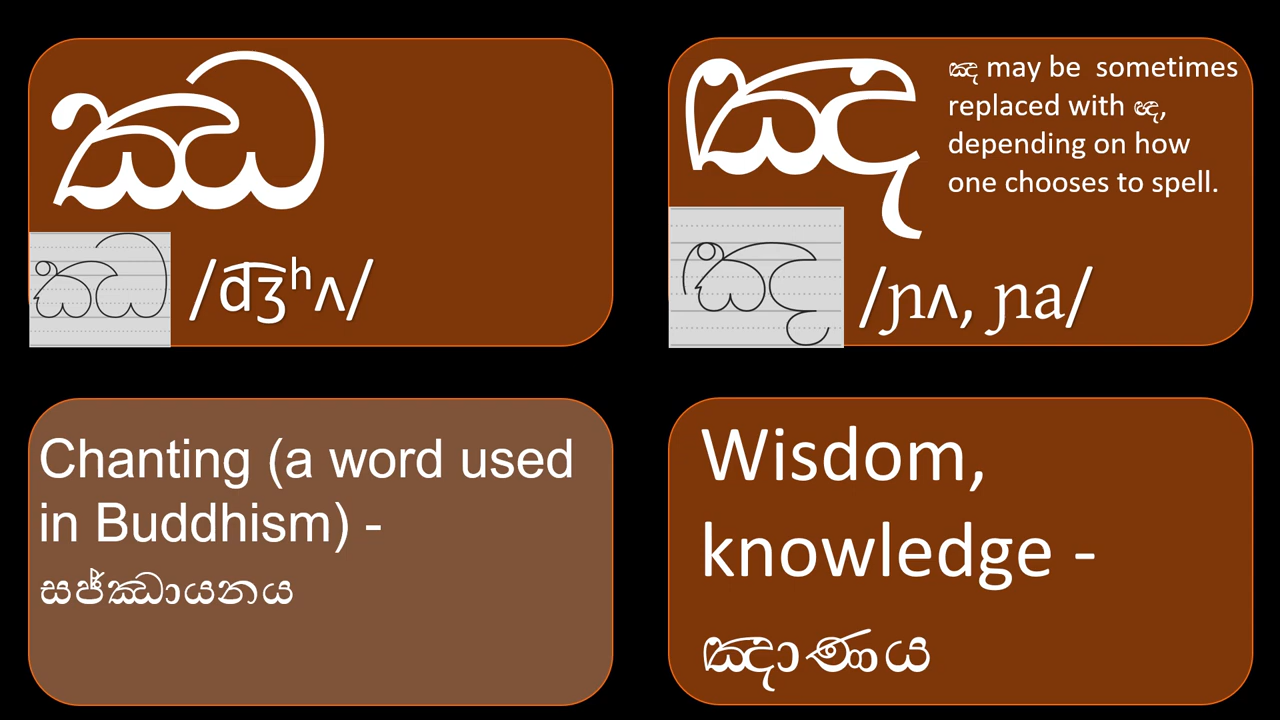 ඣ
/d͡ʒʰʌ/
ඤ
ඤ may be sometimes
replaced with ඥ,
depending on how
one chooses to spell.
/ɲʌ, ɲa/
Chanting (a word used
in Buddhism) -
සජ්ඣායනය
Wisdom,
knowledge -
ඤාණය